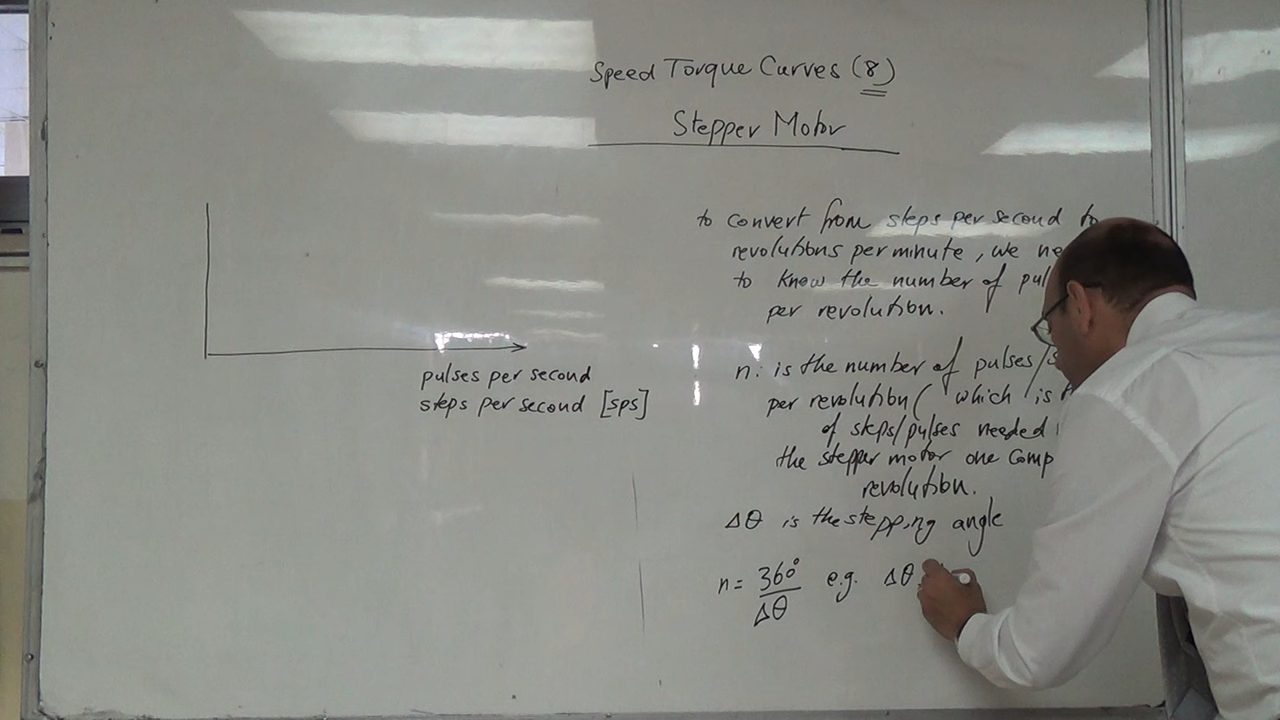 Speed Torque Curves (8)
Stepper Motor
to convert from steps per second to
revolutions per minute, we
to know the number of
per revolution.
n: is the number of pulses/
per revolution ( which is
of steps/pulses needed
the stepper motor one
revolution.
Δθ is the stepping angle
n = 360° / Δθ e.g. Δθ
pulses per second
steps per second [sps]